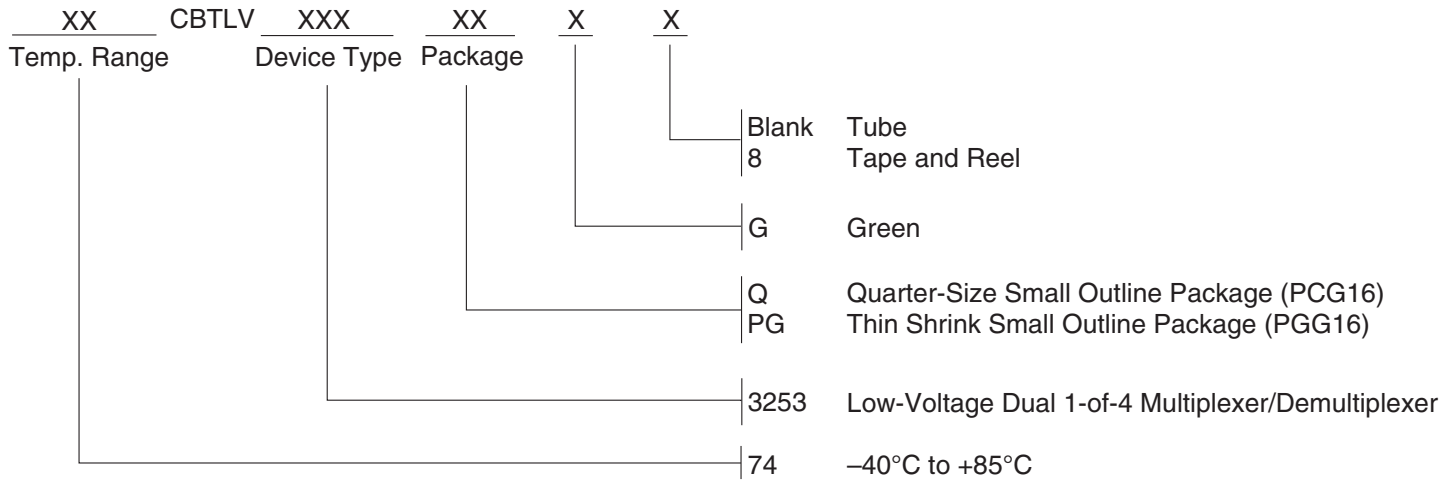 XX CBTLV XXX XX X X
Temp. Range Device Type Package
Blank Tube
8 Tape and Reel
G Green
Q Quarter-Size Small Outline Package (PCG16)
PG Thin Shrink Small Outline Package (PGG16)
3253 Low-Voltage Dual 1-of-4 Multiplexer/Demultiplexer
74 –40°C to +85°C